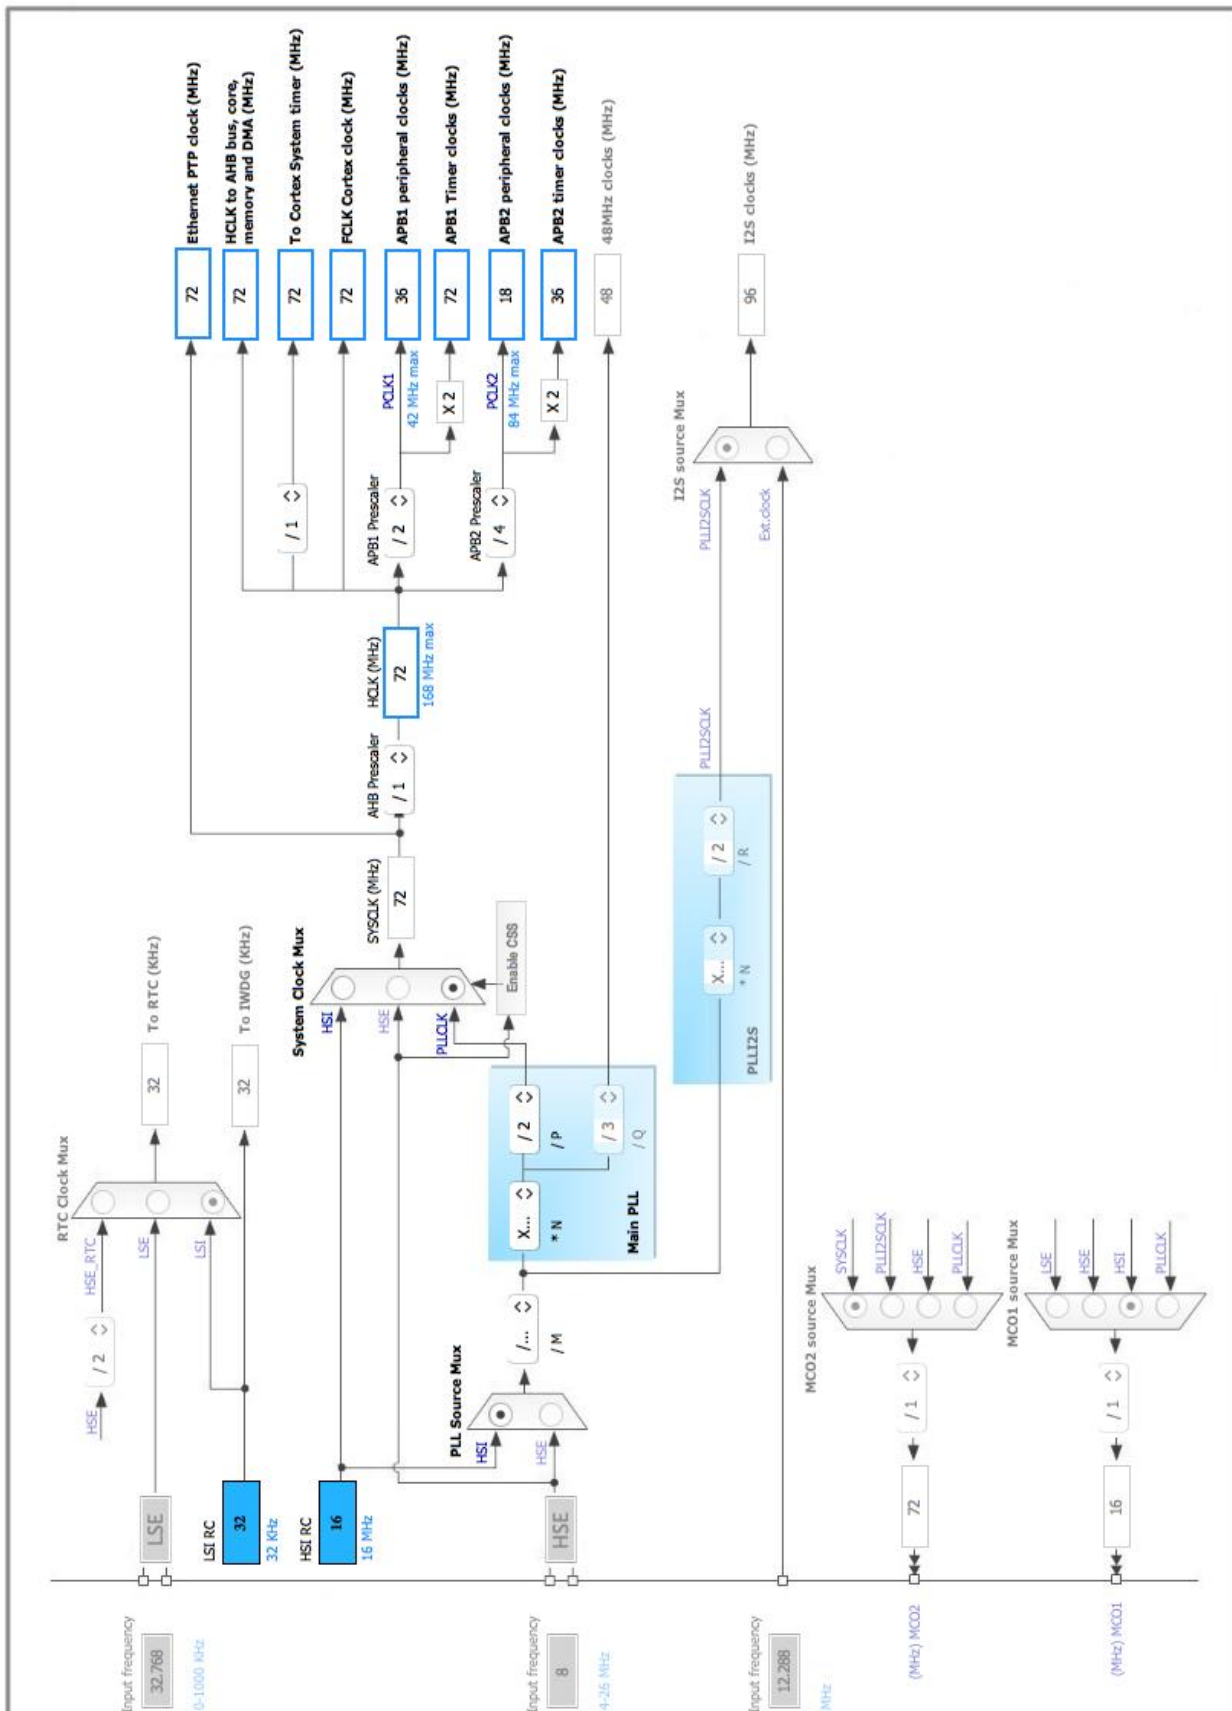 Input frequency
32.768
0-1000 KHz
LSE
HSE
/ 2
HSE_RTC
LSE
LSI
RTC Clock Mux
32
To RTC (KHz)
LSI RC
32
32 KHz
32
To IWDG (KHz)
HSI RC
16
16 MHz
System Clock Mux
HSI
HSE
PLLCLK
Enable CSS
SYSCLK (MHz)
72
AHB Prescaler
/ 1
HCLK (MHz)
72
168 MHz max
/ 1
APB1 Prescaler
/ 2
PCLK1
42 MHz max
X 2
APB2 Prescaler
/ 4
PCLK2
84 MHz max
X 2
72
Ethernet PTP clock (MHz)
72
HCLK to AHB bus, core,
memory and DMA (MHz)
72
To Cortex System timer (MHz)
72
FCLK Cortex clock (MHz)
36
APB1 peripheral clocks (MHz)
72
APB1 Timer clocks (MHz)
18
APB2 peripheral clocks (MHz)
36
APB2 timer clocks (MHz)
48
48MHz clocks (MHz)
Input frequency
8
4-26 MHz
HSE
PLL Source Mux
HSI
HSE
/...
/ M
X...
* N
/ 2
/ P
/ 3
/ Q
Main PLL
X...
* N
/ 2
/ R
PLLI2S
PLLI2SCLK
PLLI2SCLK
Ext.clock
I2S source Mux
96
I2S clocks (MHz)
Input frequency
12.288
MHz
MCO2 source Mux
SYSCLK
PLLI2SCLK
HSE
PLLCLK
/ 1
72
(MHz) MCO2
MCO1 source Mux
LSE
HSE
HSI
PLLCLK
/ 1
16
(MHz) MCO1